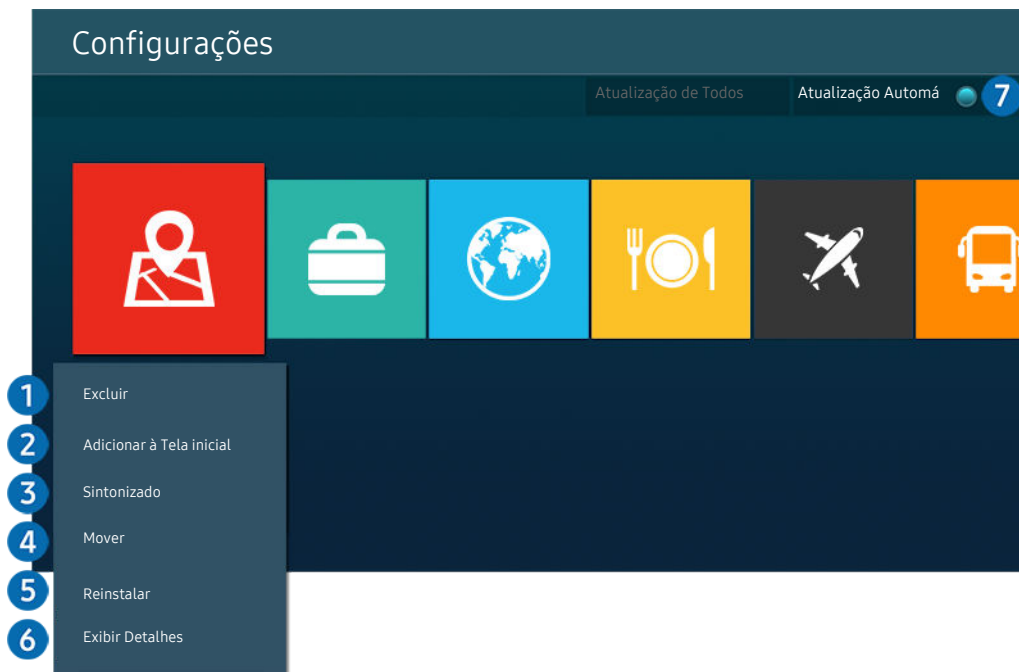 Configurações
Atualização de Todos
Atualização Automá
7
1 Excluir
2 Adicionar à Tela inicial
3 Sintonizado
4 Mover
5 Reinstalar
6 Exibir Detalhes